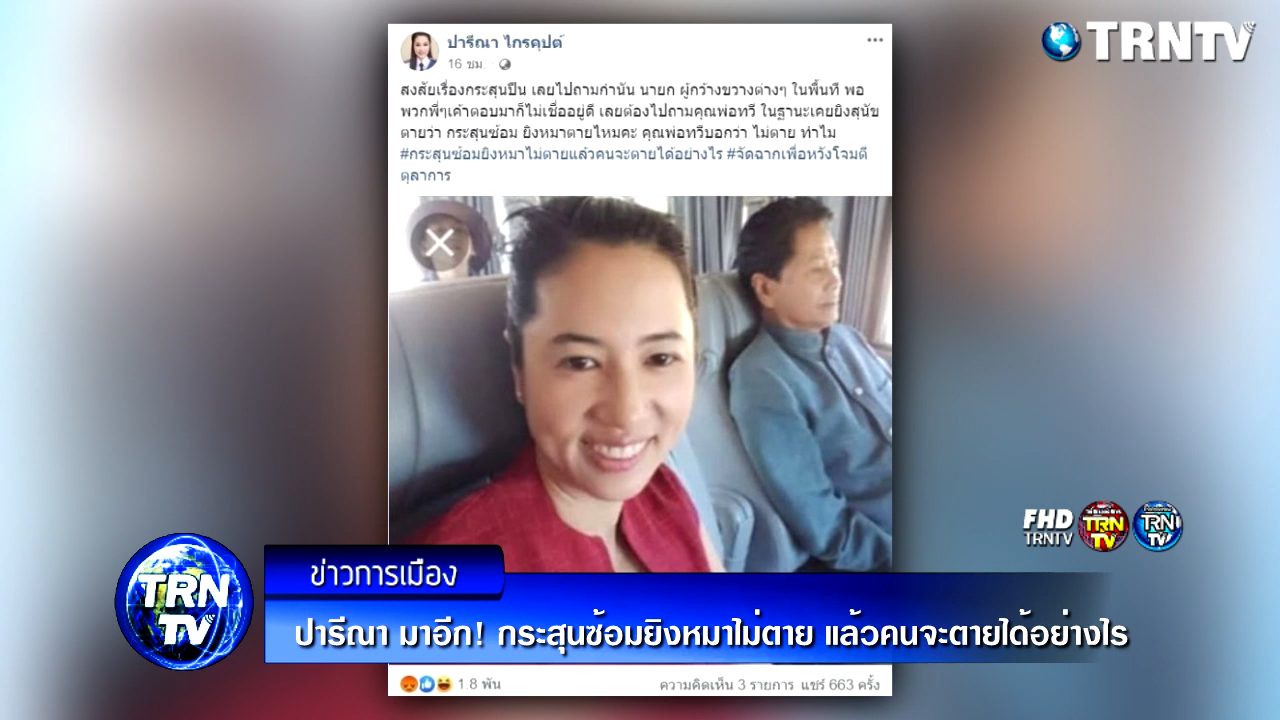 ปารีณา ไกรคุปต์
16 ชม.
สงสัยเรื่องกระสุนปืน เลยไปถามกำนัน นายก ผู้กว้างขวางต่างๆ ในพื้นที่ พอ
พวกพี่ๆเค้าตอบมาก็ไม่เชื่ออยู่ดี เลยต้องไปถามคุณพ่อทวี ในฐานะเคยยิงสุนัข
ตายว่า กระสุนซ้อม ยิงหมาตายไหมคะ คุณพ่อทวีบอกว่า ไม่ตาย ทำไม
#กระสุนซ้อมยิงหมาไม่ตายแล้วคนจะตายได้อย่างไร #จัดฉากเพื่อหวังโจมตี
ตุลาการ
TRNTV
FHD
TRNTV
TRN
TV
TRN
TV
TRN
TV
ข่าวการเมือง
ปารีณา มาอีก! กระสุนซ้อมยิงหมาไม่ตาย แล้วคนจะตายได้อย่างไร
1.8 พัน
ความคิดเห็น 3 รายการ แชร์ 663 ครั้ง